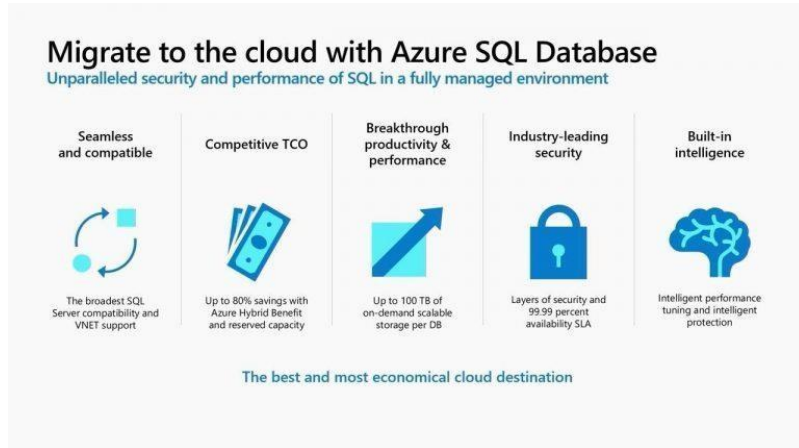 Migrate to the cloud with Azure SQL Database
Unparalleled security and performance of SQL in a fully managed environment
Seamless
and compatible
The broadest SQL
Server compatibility and
VNET support
Competitive TCO
Up to 80% savings with
Azure Hybrid Benefit
and reserved capacity
Breakthrough
productivity &
performance
Up to 100 TB of
on-demand scalable
storage per DB
Industry-leading
security
Layers of security and
99.99 percent
availability SLA
Built-in
intelligence
Intelligent performance
tuning and intelligent
protection
The best and most economical cloud destination